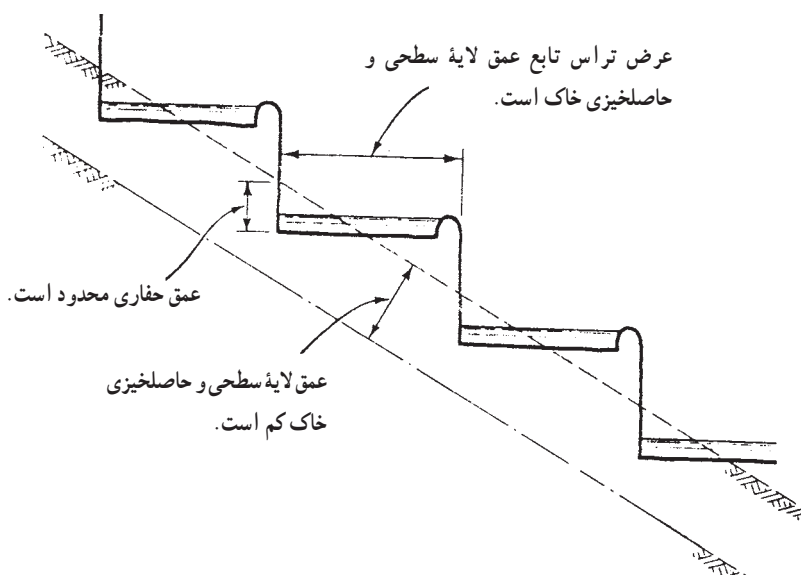 عرض تراس تابع عمق لایهٔ سطحی و
حاصلخیزی خاک است.
عمق حفاری محدود است.
عمق لایهٔ سطحی و حاصلخیزی
خاک کم است.